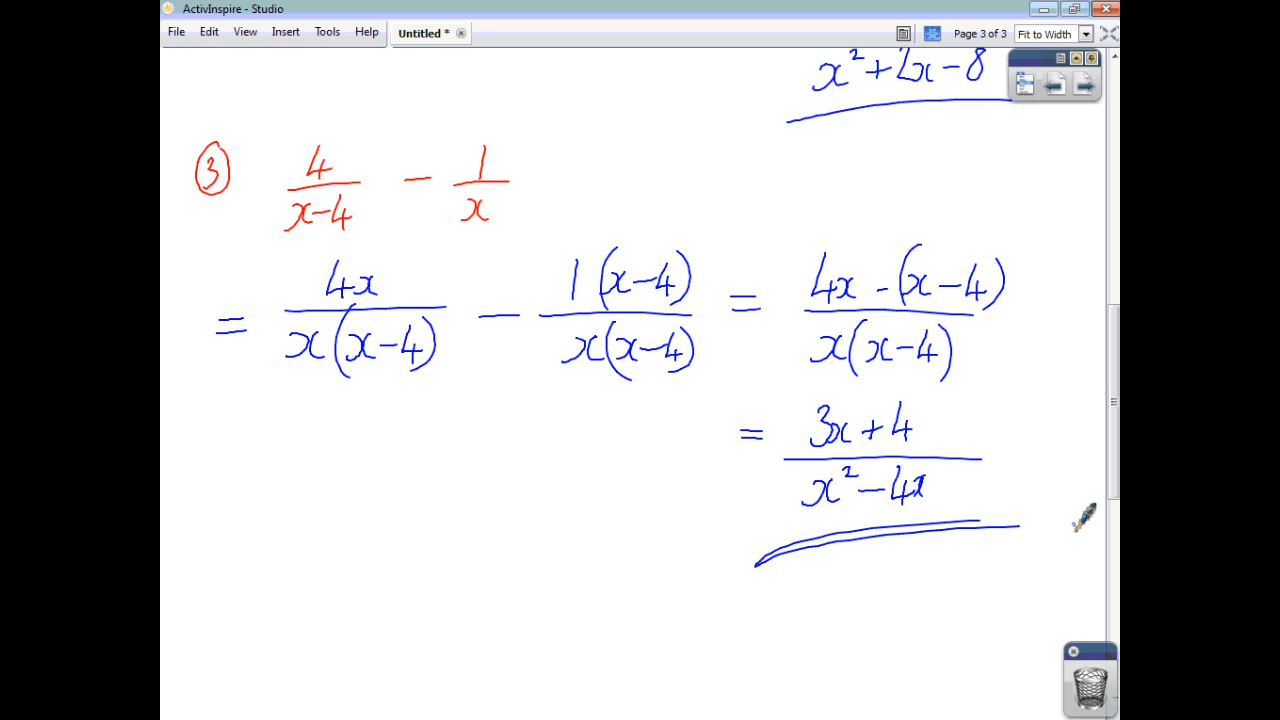 ActivInspire - Studio
File Edit View Insert Tools Help Untitled * Page 3 of 3 Fit to Width
x² + 2x - 8
③ 4/(x-4) - 1/x
= 4x/(x(x-4)) - 1(x-4)/(x(x-4)) = (4x - (x-4))/(x(x-4))
= (3x+4)/(x² - 4x)